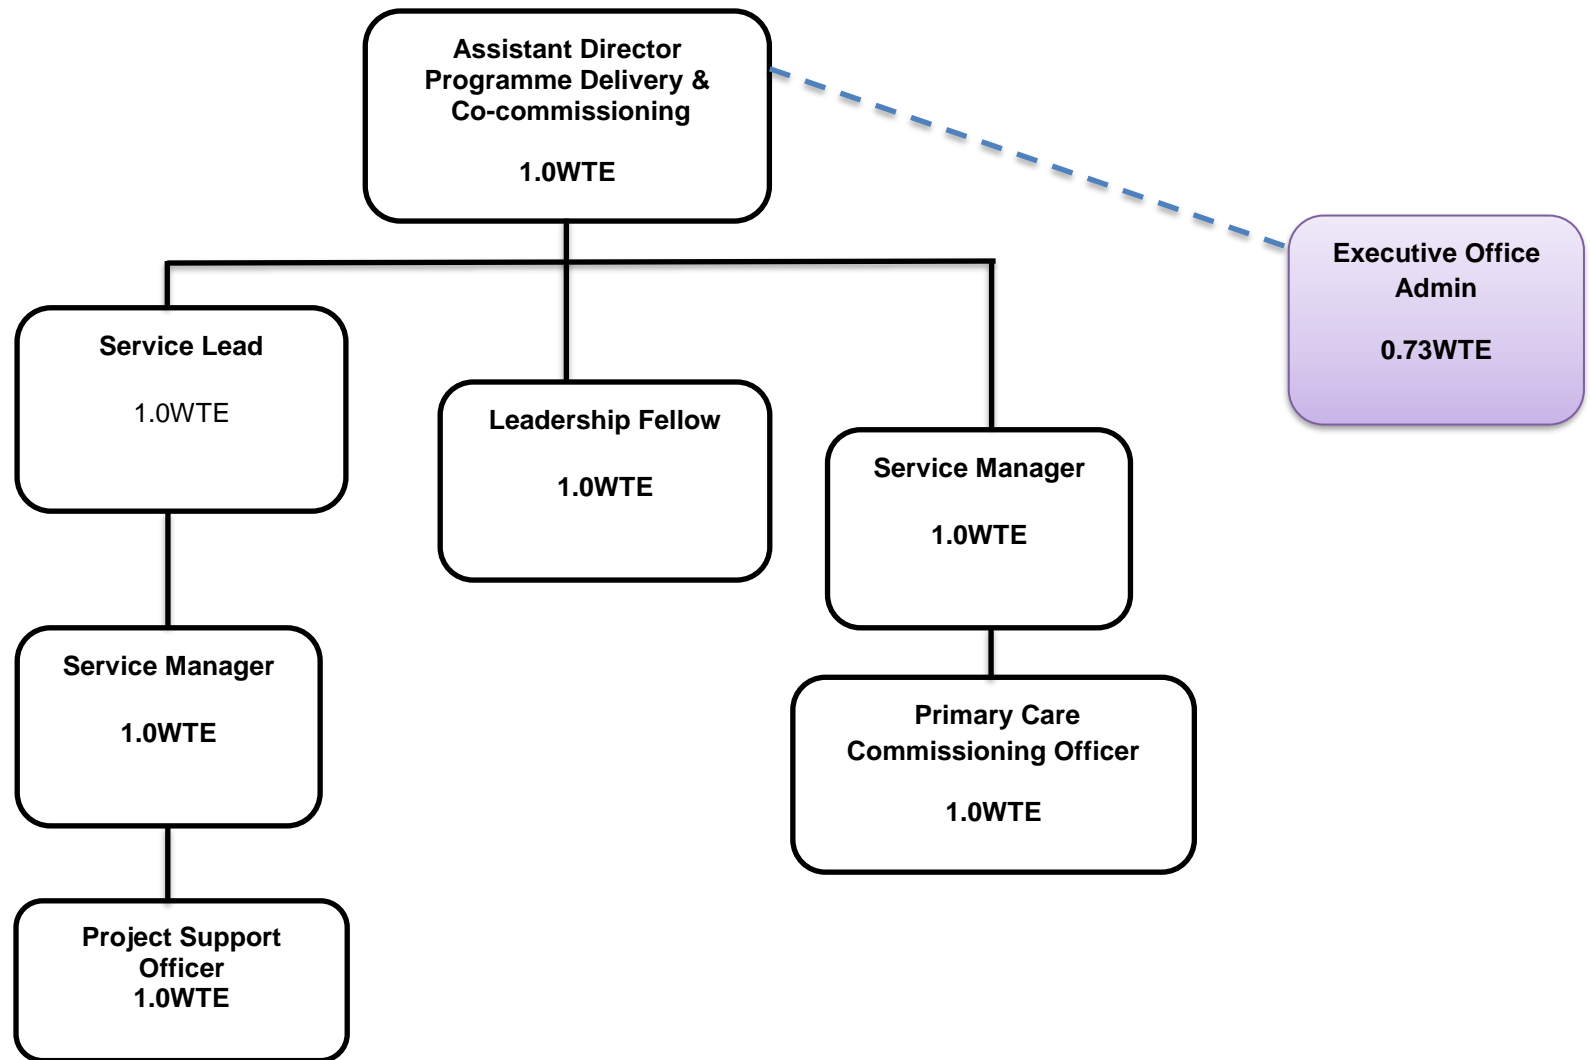 Assistant Director
Programme Delivery &
Co-commissioning
1.0WTE
Executive Office
Admin
0.73WTE
Service Lead
1.0WTE
Leadership Fellow
1.0WTE
Service Manager
1.0WTE
Service Manager
1.0WTE
Primary Care
Commissioning Officer
1.0WTE
Project Support
Officer
1.0WTE